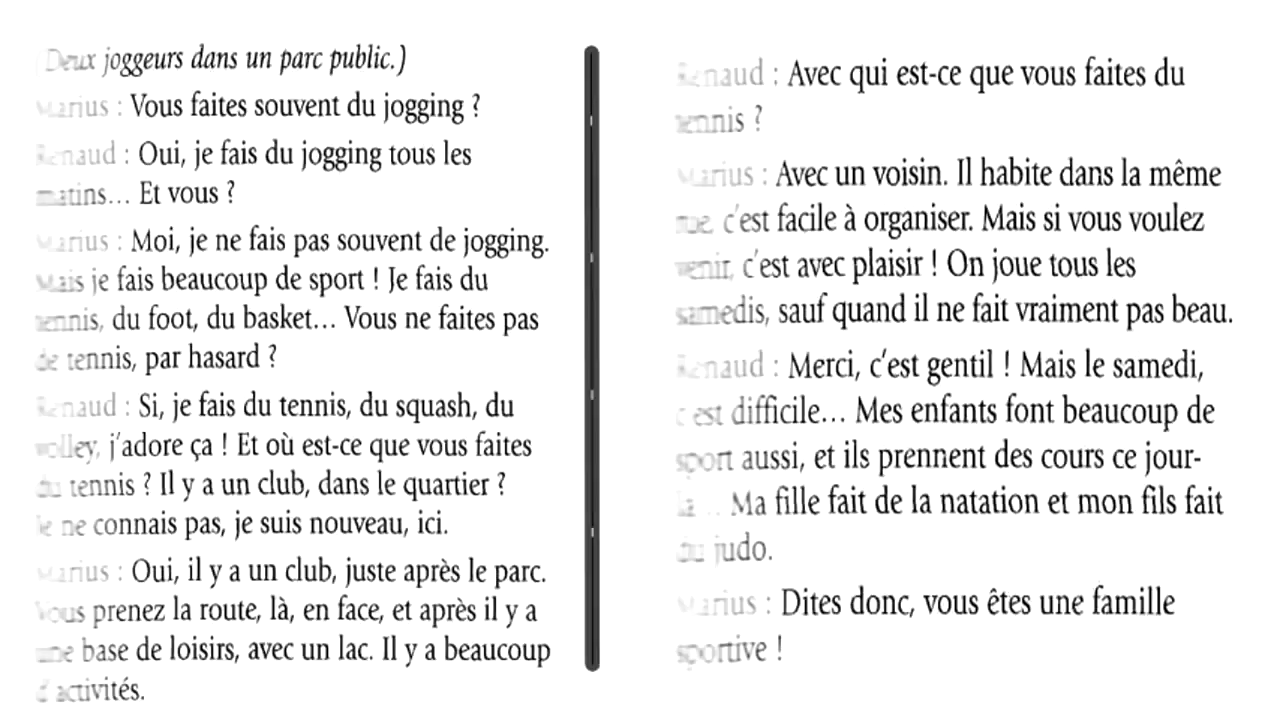 (Deux joggeurs dans un parc public.)
Marius : Vous faites souvent du jogging ?
Renaud : Oui, je fais du jogging tous les
matins… Et vous ?
Marius : Moi, je ne fais pas souvent de jogging.
Mais je fais beaucoup de sport ! Je fais du
tennis, du foot, du basket… Vous ne faites pas
de tennis, par hasard ?
Renaud : Si, je fais du tennis, du squash, du
volley, j'adore ça ! Et où est-ce que vous faites
du tennis ? Il y a un club, dans le quartier ?
Je ne connais pas, je suis nouveau, ici.
Marius : Oui, il y a un club, juste après le parc.
Vous prenez la route, là, en face, et après il y a
une base de loisirs, avec un lac. Il y a beaucoup
d'activités.
Renaud : Avec qui est-ce que vous faites du
tennis ?
Marius : Avec un voisin. Il habite dans la même
rue, c'est facile à organiser. Mais si vous voulez
venir, c'est avec plaisir ! On joue tous les
samedis, sauf quand il ne fait vraiment pas beau.
Renaud : Merci, c'est gentil ! Mais le samedi,
c'est difficile… Mes enfants font beaucoup de
sport aussi, et ils prennent des cours ce jour-
là… Ma fille fait de la natation et mon fils fait
du judo.
Marius : Dites donc, vous êtes une famille
sportive !